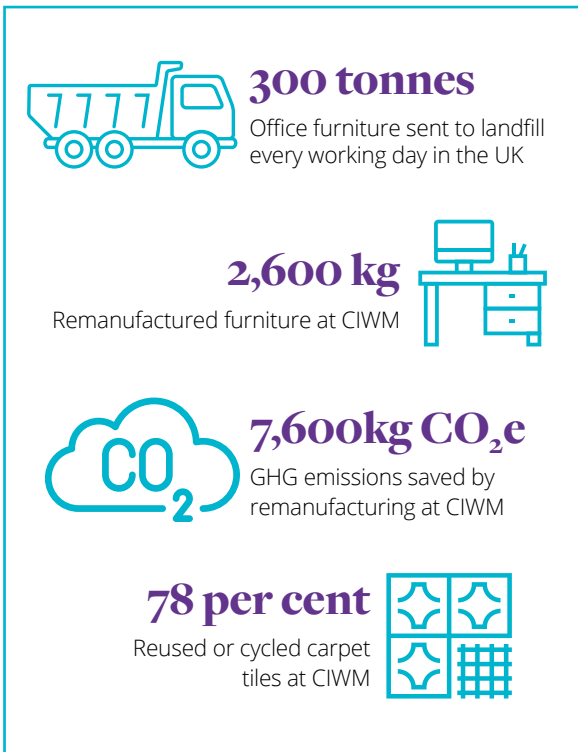 300 tonnes
Office furniture sent to landfill
every working day in the UK
2,600 kg
Remanufactured furniture at CIWM
CO₂
7,600kg CO₂e
GHG emissions saved by
remanufacturing at CIWM
78 per cent
Reused or cycled carpet
tiles at CIWM